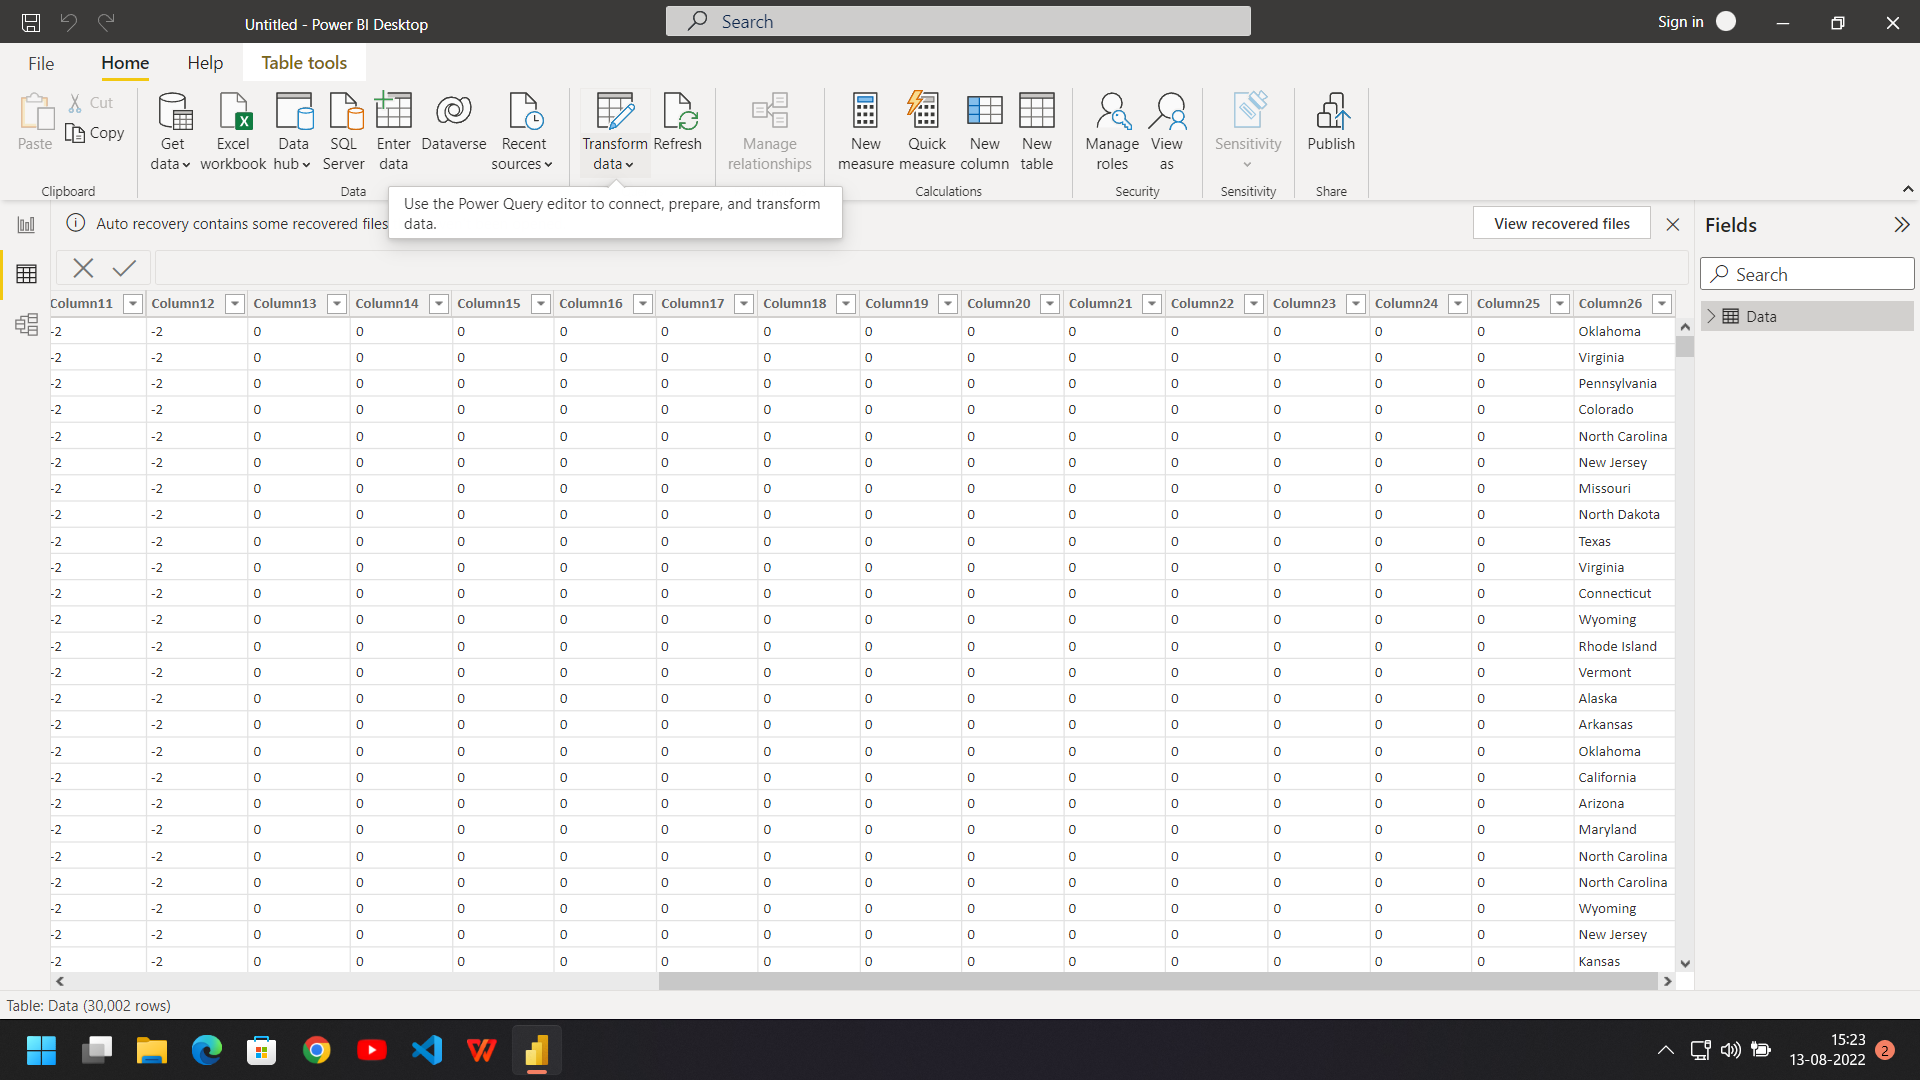 Untitled - Power BI Desktop
Search
Sign in
File Home Help Table tools
Paste
Cut
Copy
Clipboard
Get data
Excel workbook
Data hub
SQL Server
Enter data
Dataverse
Recent sources
Data
Transform data
Refresh
Manage relationships
New measure
Quick measure
New column
New table
Calculations
Manage roles
View as
Security
Sensitivity
Sensitivity
Publish
Share
Use the Power Query editor to connect, prepare, and transform
data.
Auto recovery contains some recovered files
View recovered files
Fields
Search
Data
Column11 Column12 Column13 Column14 Column15 Column16 Column17 Column18 Column19 Column20 Column21 Column22 Column23 Column24 Column25 Column26
-2 -2 0 0 0 0 0 0 0 0 0 0 0 0 0 Oklahoma
-2 -2 0 0 0 0 0 0 0 0 0 0 0 0 0 Virginia
-2 -2 0 0 0 0 0 0 0 0 0 0 0 0 0 Pennsylvania
-2 -2 0 0 0 0 0 0 0 0 0 0 0 0 0 Colorado
-2 -2 0 0 0 0 0 0 0 0 0 0 0 0 0 North Carolina
-2 -2 0 0 0 0 0 0 0 0 0 0 0 0 0 New Jersey
-2 -2 0 0 0 0 0 0 0 0 0 0 0 0 0 Missouri
-2 -2 0 0 0 0 0 0 0 0 0 0 0 0 0 North Dakota
-2 -2 0 0 0 0 0 0 0 0 0 0 0 0 0 Texas
-2 -2 0 0 0 0 0 0 0 0 0 0 0 0 0 Virginia
-2 -2 0 0 0 0 0 0 0 0 0 0 0 0 0 Connecticut
-2 -2 0 0 0 0 0 0 0 0 0 0 0 0 0 Wyoming
-2 -2 0 0 0 0 0 0 0 0 0 0 0 0 0 Rhode Island
-2 -2 0 0 0 0 0 0 0 0 0 0 0 0 0 Vermont
-2 -2 0 0 0 0 0 0 0 0 0 0 0 0 0 Alaska
-2 -2 0 0 0 0 0 0 0 0 0 0 0 0 0 Arkansas
-2 -2 0 0 0 0 0 0 0 0 0 0 0 0 0 Oklahoma
-2 -2 0 0 0 0 0 0 0 0 0 0 0 0 0 California
-2 -2 0 0 0 0 0 0 0 0 0 0 0 0 0 Arizona
-2 -2 0 0 0 0 0 0 0 0 0 0 0 0 0 Maryland
-2 -2 0 0 0 0 0 0 0 0 0 0 0 0 0 North Carolina
-2 -2 0 0 0 0 0 0 0 0 0 0 0 0 0 North Carolina
-2 -2 0 0 0 0 0 0 0 0 0 0 0 0 0 Wyoming
-2 -2 0 0 0 0 0 0 0 0 0 0 0 0 0 New Jersey
-2 -2 0 0 0 0 0 0 0 0 0 0 0 0 0 Kansas
Table: Data (30,002 rows)
15:23
13-08-2022
2